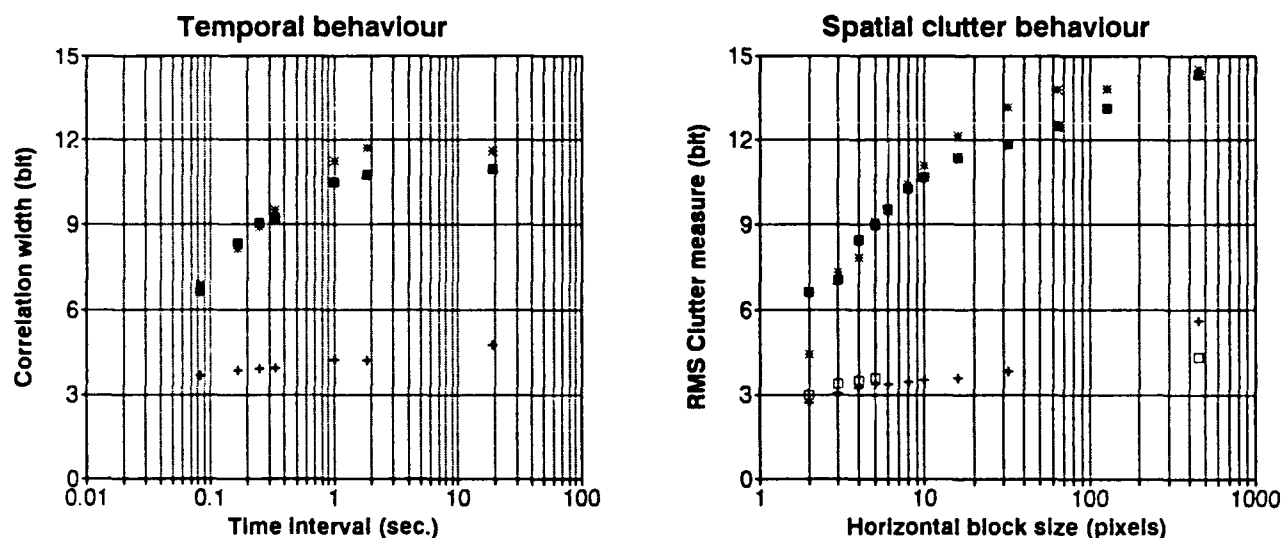 Temporal behaviour
15
12
9
6
3
0
Correlation width (bit)
0.01 0.1 1 10 100
Time interval (sec.)
Spatial clutter behaviour
15
12
9
6
3
0
RMS Clutter measure (bit)
1 10 100 1000
Horizontal block size (pixels)